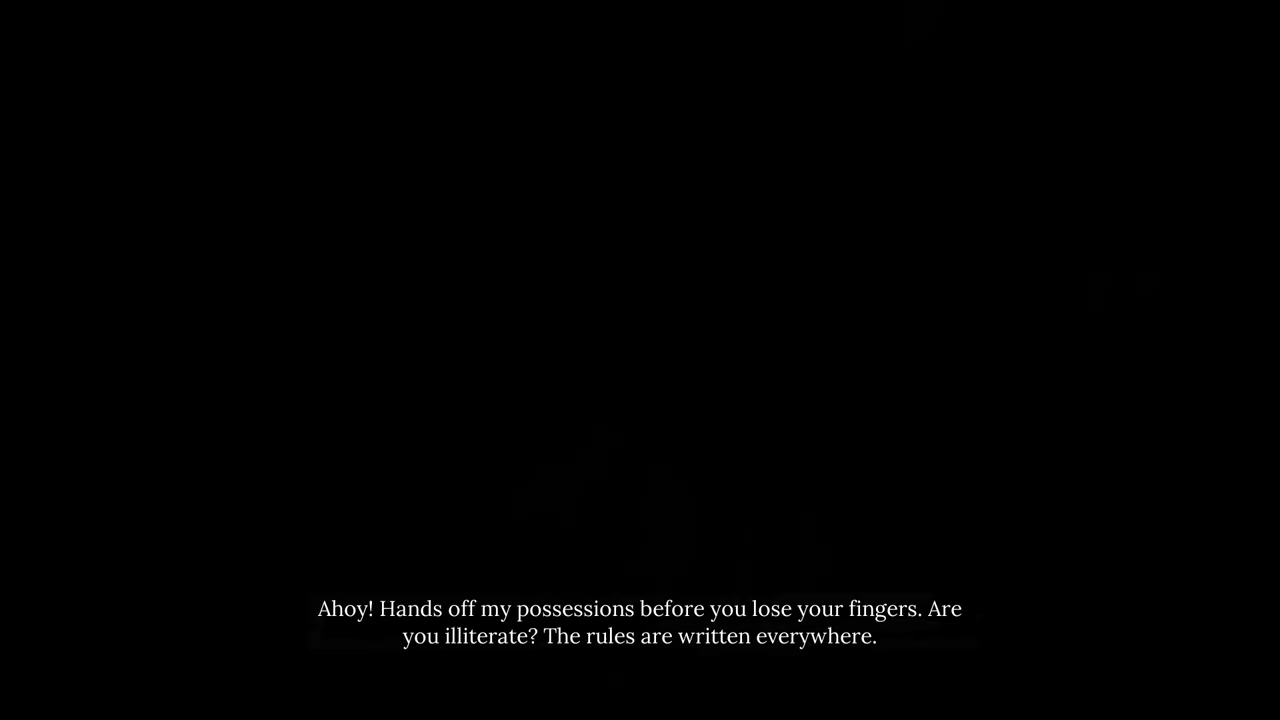 Ahoy! Hands off my possessions before you lose your fingers. Are
you illiterate? The rules are written everywhere.